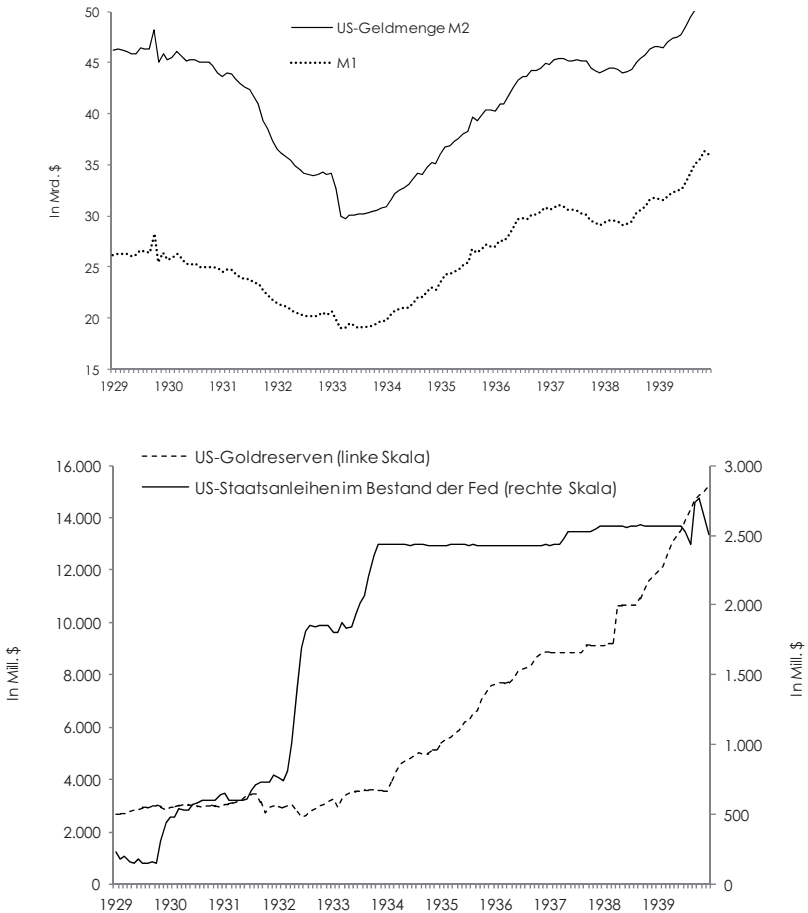 50
US-Geldmenge M2
45
M1
40
35
In Mrd. $
30
25
20
15
1929 1930 1931 1932 1933 1934 1935 1936 1937 1938 1939
US-Goldreserven (linke Skala)
16.000 3.000
US-Staatsanleihen im Bestand der Fed (rechte Skala)
14.000
2.500
12.000
10.000 2.000
In Mill. $ In Mill. $
8.000 1.500
6.000
1.000
4.000
500
2.000
0 0
1929 1930 1931 1932 1933 1934 1935 1936 1937 1938 1939